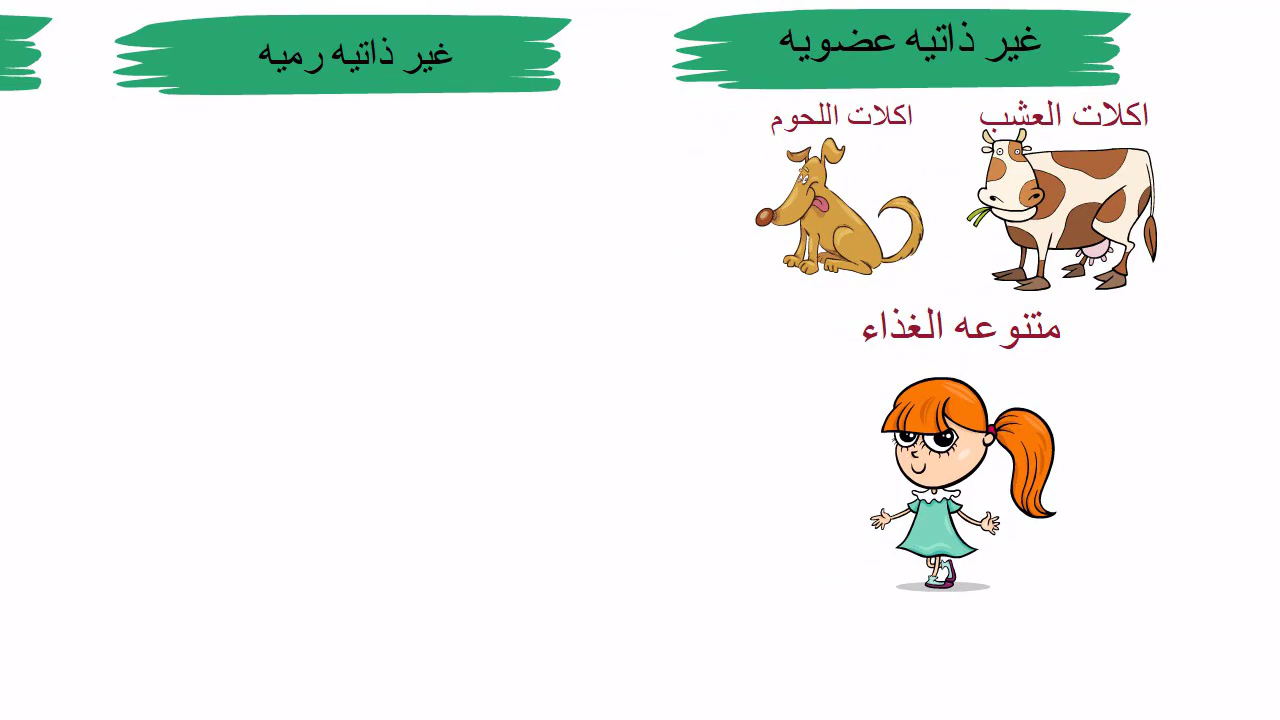 غير ذاتيه عضويه
غير ذاتيه رميه
اكلات العشب
اكلات اللحوم
متنوعه الغذاء